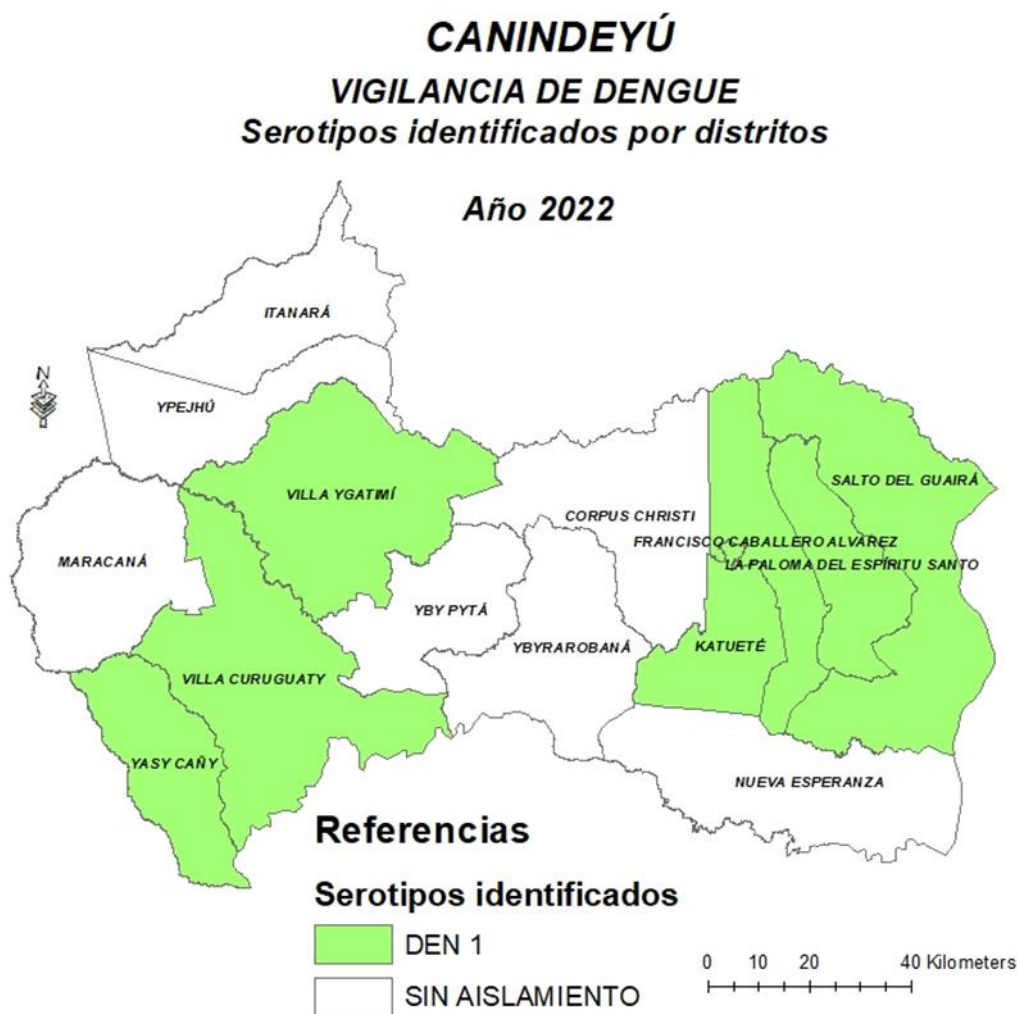 CANINDEYÚ
VIGILANCIA DE DENGUE
Serotipos identificados por distritos
Año 2022
ITANARÁ
N
YPEJHÚ
VILLA YGATIMÍ
SALTO DEL GUAIRÁ
CORPUS CHRISTI
FRANCISCO CABALLERO ALVAREZ
MARACANÁ
LA PALOMA DEL ESPÍRITU SANTO
YBY PYTÁ
YBYRAROBANÁ
KATUETÉ
VILLA CURUGUATY
YASY CAÑY
NUEVA ESPERANZA
Referencias
Serotipos identificados
DEN 1
SIN AISLAMIENTO
0 10 20 40 Kilometers